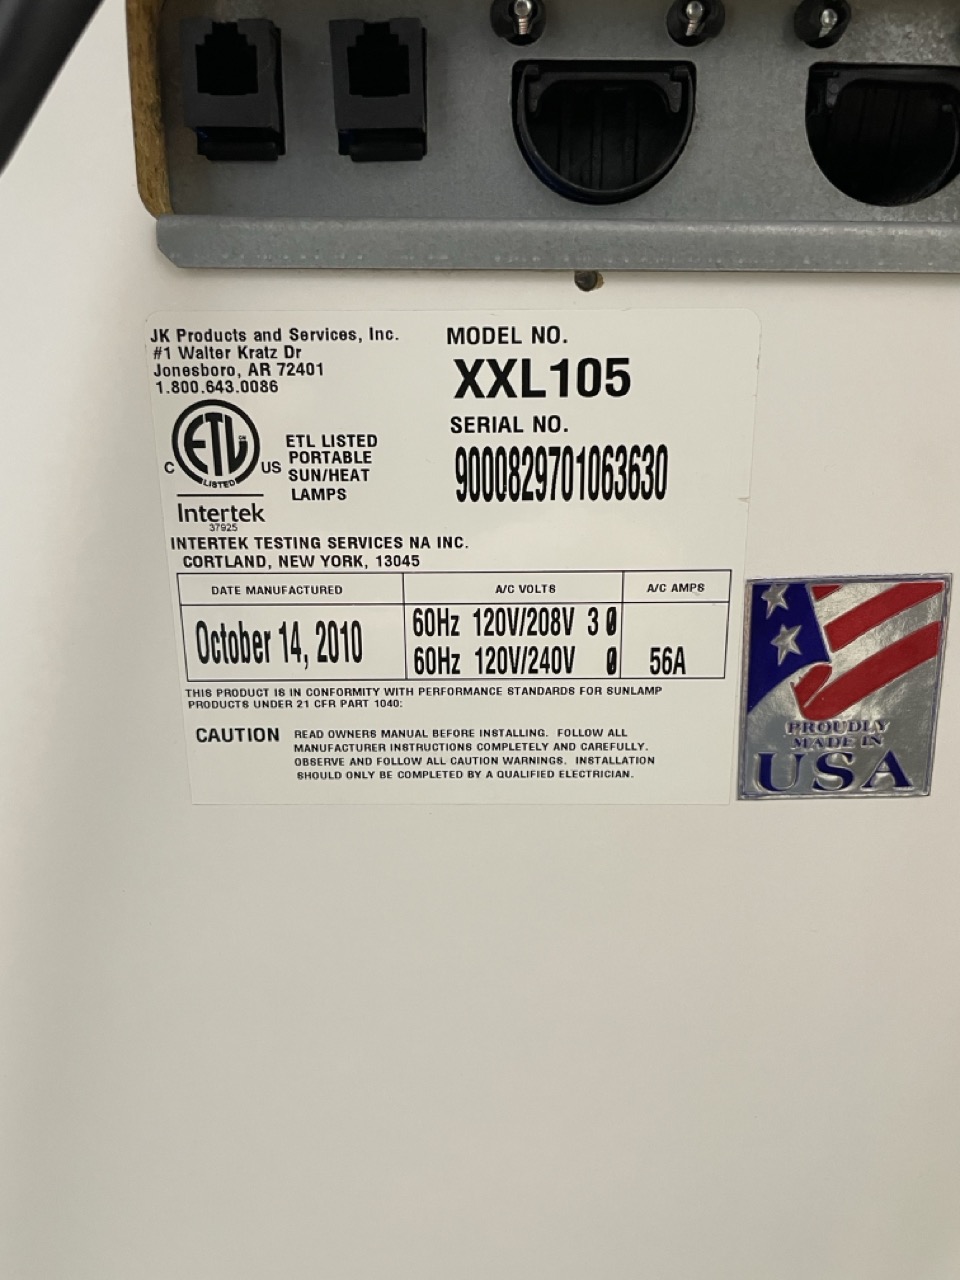 JK Products and Services, Inc.
#1 Walter Kratz Dr
Jonesboro, AR 72401
1.800.643.0086
MODEL NO.
XXL105
SERIAL NO.
9000829701063630
ETL
LISTED
C US
ETL LISTED
PORTABLE
SUN/HEAT
LAMPS
Intertek
37925
INTERTEK TESTING SERVICES NA INC.
CORTLAND, NEW YORK, 13045
DATE MANUFACTURED A/C VOLTS A/C AMPS
October 14, 2010
60Hz 120V/208V 3 Ø
60Hz 120V/240V Ø 56A
THIS PRODUCT IS IN CONFORMITY WITH PERFORMANCE STANDARDS FOR SUNLAMP
PRODUCTS UNDER 21 CFR PART 1040:
CAUTION READ OWNERS MANUAL BEFORE INSTALLING. FOLLOW ALL
MANUFACTURER INSTRUCTIONS COMPLETELY AND CAREFULLY.
OBSERVE AND FOLLOW ALL CAUTION WARNINGS. INSTALLATION
SHOULD ONLY BE COMPLETED BY A QUALIFIED ELECTRICIAN.
PROUDLY
MADE IN
USA